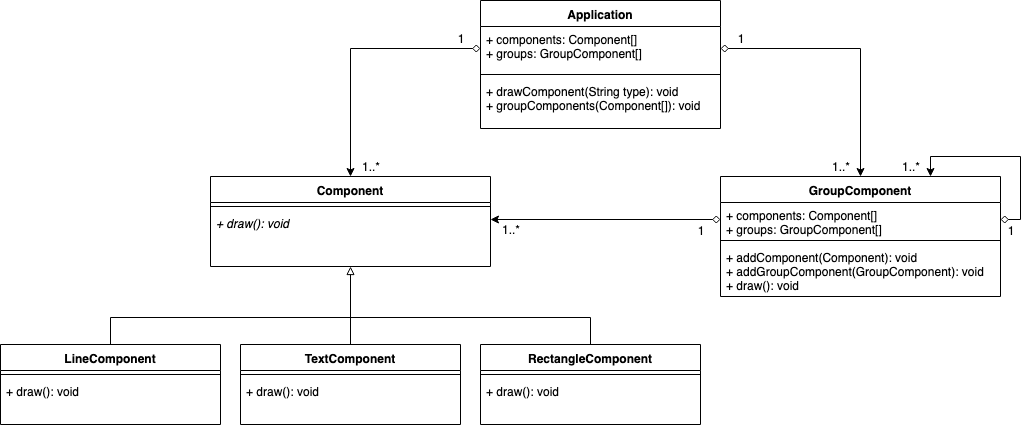 Application
+ components: Component[]
+ groups: GroupComponent[]
+ drawComponent(String type): void
+ groupComponents(Component[]): void
1
1
1..*
1..*
1..*
Component
+ draw(): void
GroupComponent
+ components: Component[]
+ groups: GroupComponent[]
+ addComponent(Component): void
+ addGroupComponent(GroupComponent): void
+ draw(): void
1..*
1
1
LineComponent
+ draw(): void
TextComponent
+ draw(): void
RectangleComponent
+ draw(): void